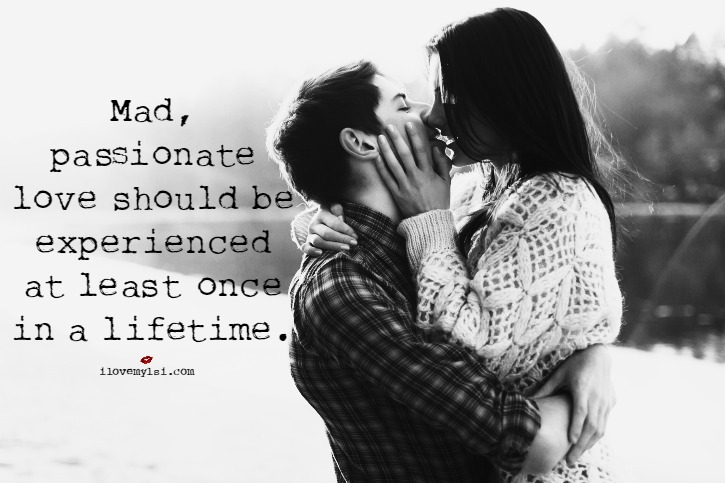 Mad,
passionate
love should be
experienced
at least once
in a lifetime.
ilovemylsi.com